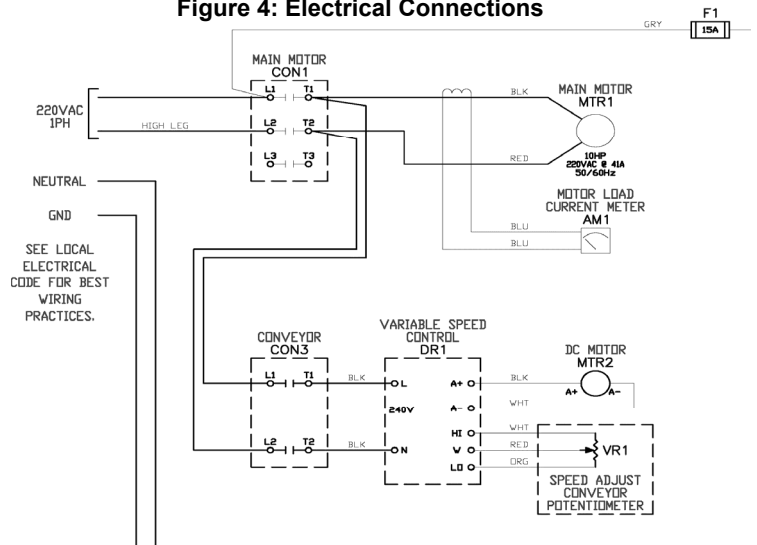 Figure 4: Electrical Connections
GRY
F1
15A
MAIN MOTOR
CON1
L1 T1
L2 T2
L3 T3
220VAC
1PH
HIGH LEG
BLK
RED
MAIN MOTOR
MTR1
10HP
220VAC @ 41A
50/60Hz
MOTOR LOAD
CURRENT METER
AM1
BLU
BLU
NEUTRAL
GND
SEE LOCAL
ELECTRICAL
CODE FOR BEST
WIRING
PRACTICES.
CONVEYOR
CON3
L1 T1
L2 T2
BLK
BLK
VARIABLE SPEED
CONTROL
DR1
L
240V
N
A+
A-
HI
W
LO
BLK
WHT
WHT
RED
ORG
DC MOTOR
MTR2
A+ A-
VR1
SPEED ADJUST
CONVEYOR
POTENTIOMETER